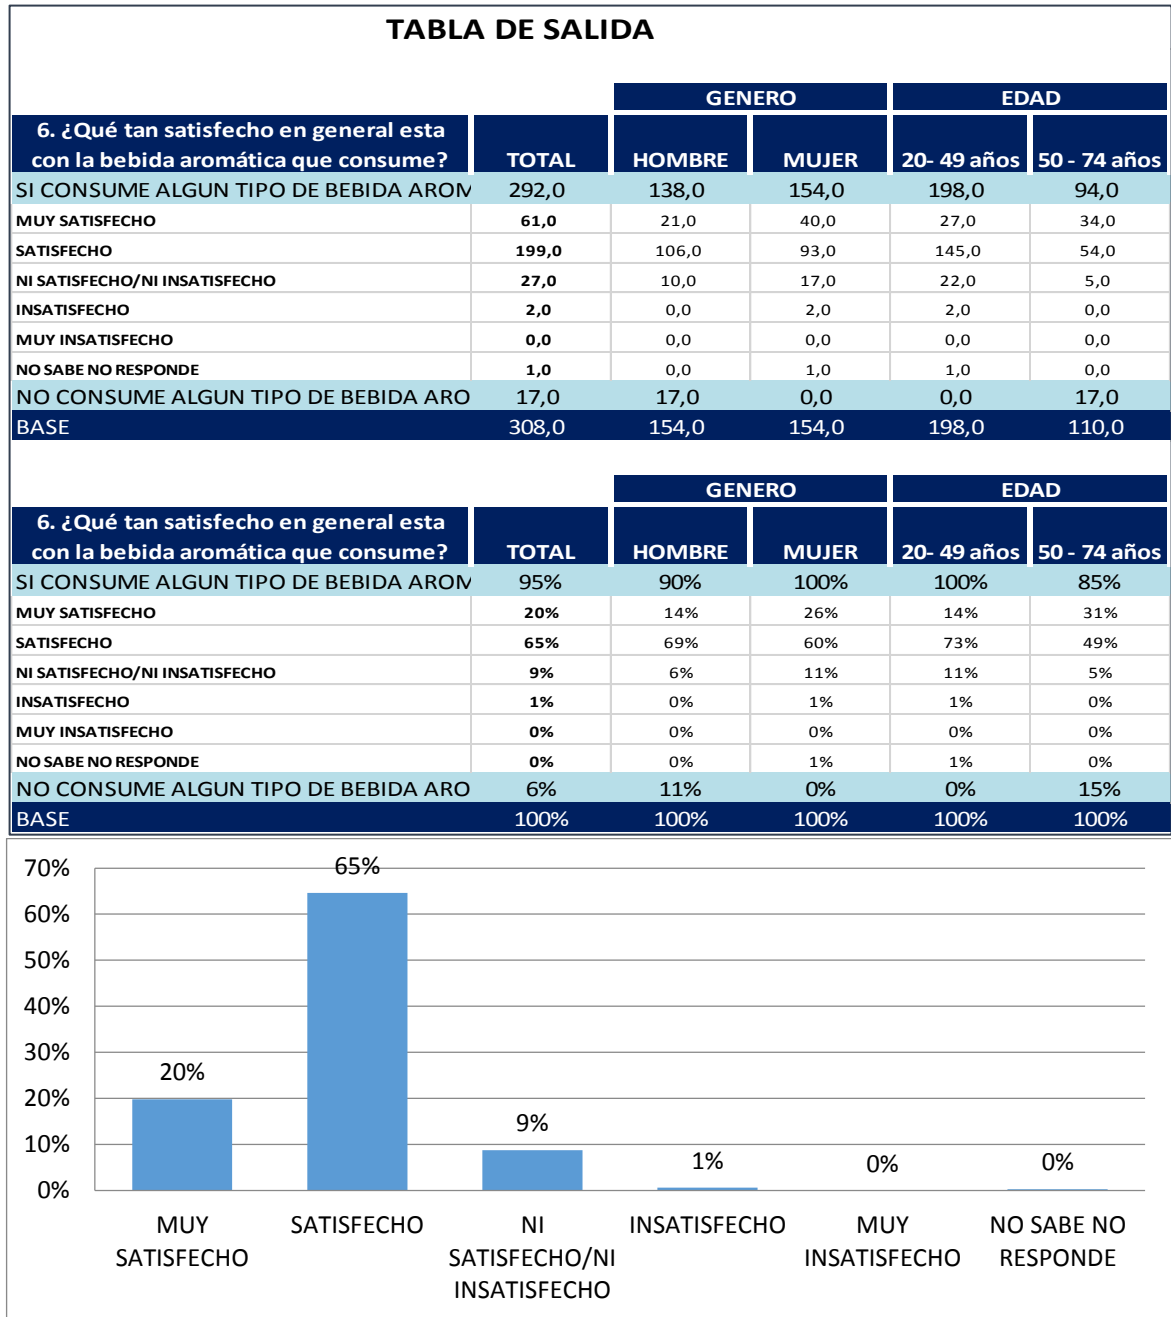 TABLA DE SALIDA
GENERO EDAD
6. ¿Qué tan satisfecho en general esta
con la bebida aromática que consume? TOTAL HOMBRE MUJER 20- 49 años 50 - 74 años
SI CONSUME ALGUN TIPO DE BEBIDA AROM 292,0 138,0 154,0 198,0 94,0
MUY SATISFECHO 61,0 21,0 40,0 27,0 34,0
SATISFECHO 199,0 106,0 93,0 145,0 54,0
NI SATISFECHO/NI INSATISFECHO 27,0 10,0 17,0 22,0 5,0
INSATISFECHO 2,0 0,0 2,0 2,0 0,0
MUY INSATISFECHO 0,0 0,0 0,0 0,0 0,0
NO SABE NO RESPONDE 1,0 0,0 1,0 1,0 0,0
NO CONSUME ALGUN TIPO DE BEBIDA ARO 17,0 17,0 0,0 0,0 17,0
BASE 308,0 154,0 154,0 198,0 110,0
GENERO EDAD
6. ¿Qué tan satisfecho en general esta
con la bebida aromática que consume? TOTAL HOMBRE MUJER 20- 49 años 50 - 74 años
SI CONSUME ALGUN TIPO DE BEBIDA AROM 95% 90% 100% 100% 85%
MUY SATISFECHO 20% 14% 26% 14% 31%
SATISFECHO 65% 69% 60% 73% 49%
NI SATISFECHO/NI INSATISFECHO 9% 6% 11% 11% 5%
INSATISFECHO 1% 0% 1% 1% 0%
MUY INSATISFECHO 0% 0% 0% 0% 0%
NO SABE NO RESPONDE 0% 0% 1% 1% 0%
NO CONSUME ALGUN TIPO DE BEBIDA ARO 6% 11% 0% 0% 15%
BASE 100% 100% 100% 100% 100%
70%
60%
50%
40%
30%
20%
10%
0%
20%
65%
9%
1%
0%
0%
MUY
SATISFECHO
SATISFECHO
NI
SATISFECHO/NI
INSATISFECHO
INSATISFECHO
MUY
INSATISFECHO
NO SABE NO
RESPONDE